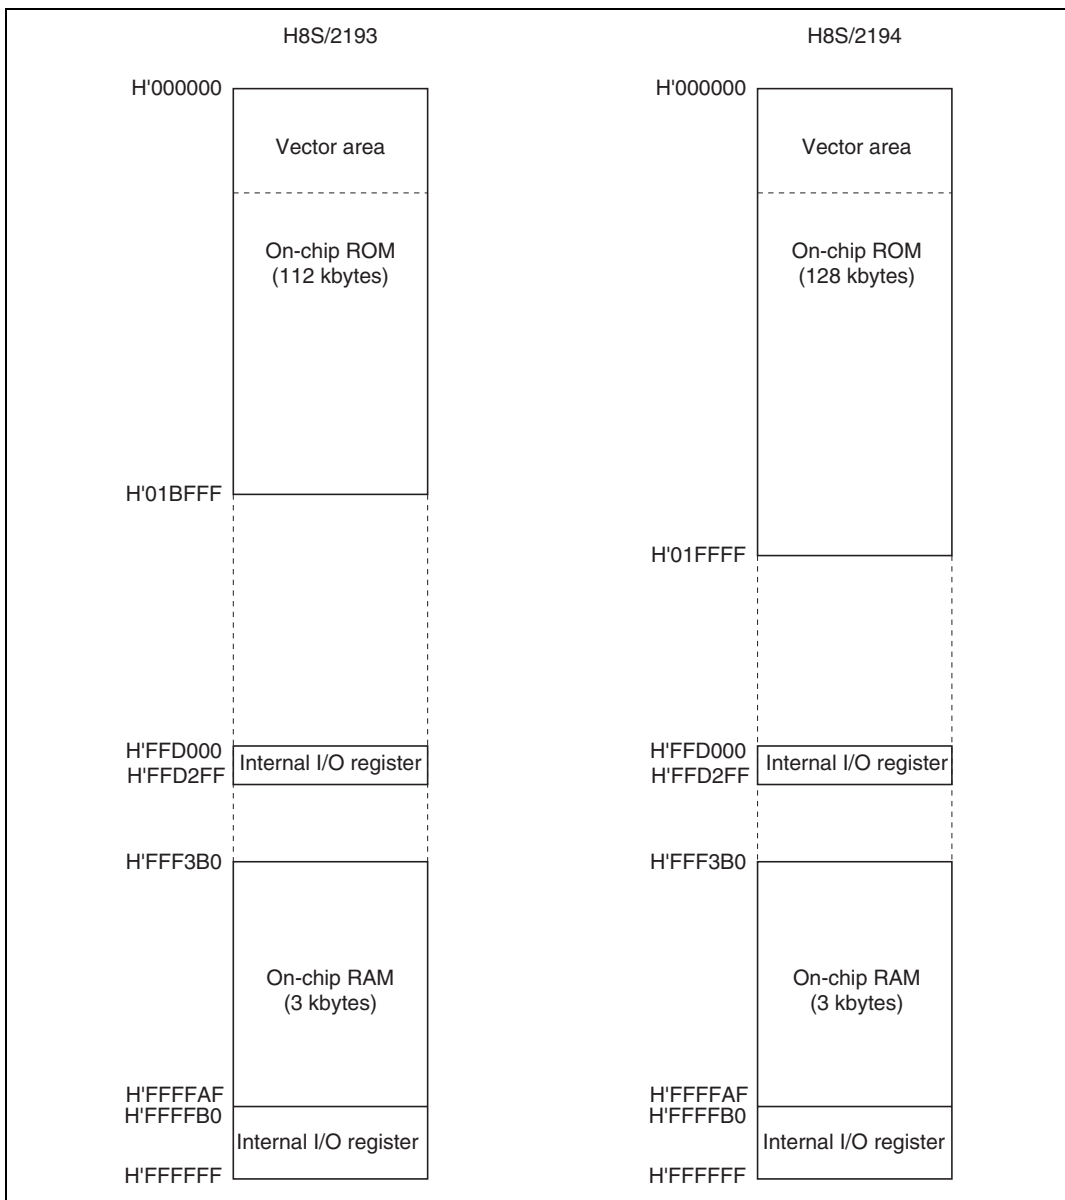 H8S/2193
H'000000
Vector area
On-chip ROM
(112 kbytes)
H'01BFFF
H'FFD000
H'FFD2FF
Internal I/O register
H'FFF3B0
On-chip RAM
(3 kbytes)
H'FFFFAF
H'FFFFB0
Internal I/O register
H'FFFFFF
H8S/2194
H'000000
Vector area
On-chip ROM
(128 kbytes)
H'01FFFF
H'FFD000
H'FFD2FF
Internal I/O register
H'FFF3B0
On-chip RAM
(3 kbytes)
H'FFFFAF
H'FFFFB0
Internal I/O register
H'FFFFFF